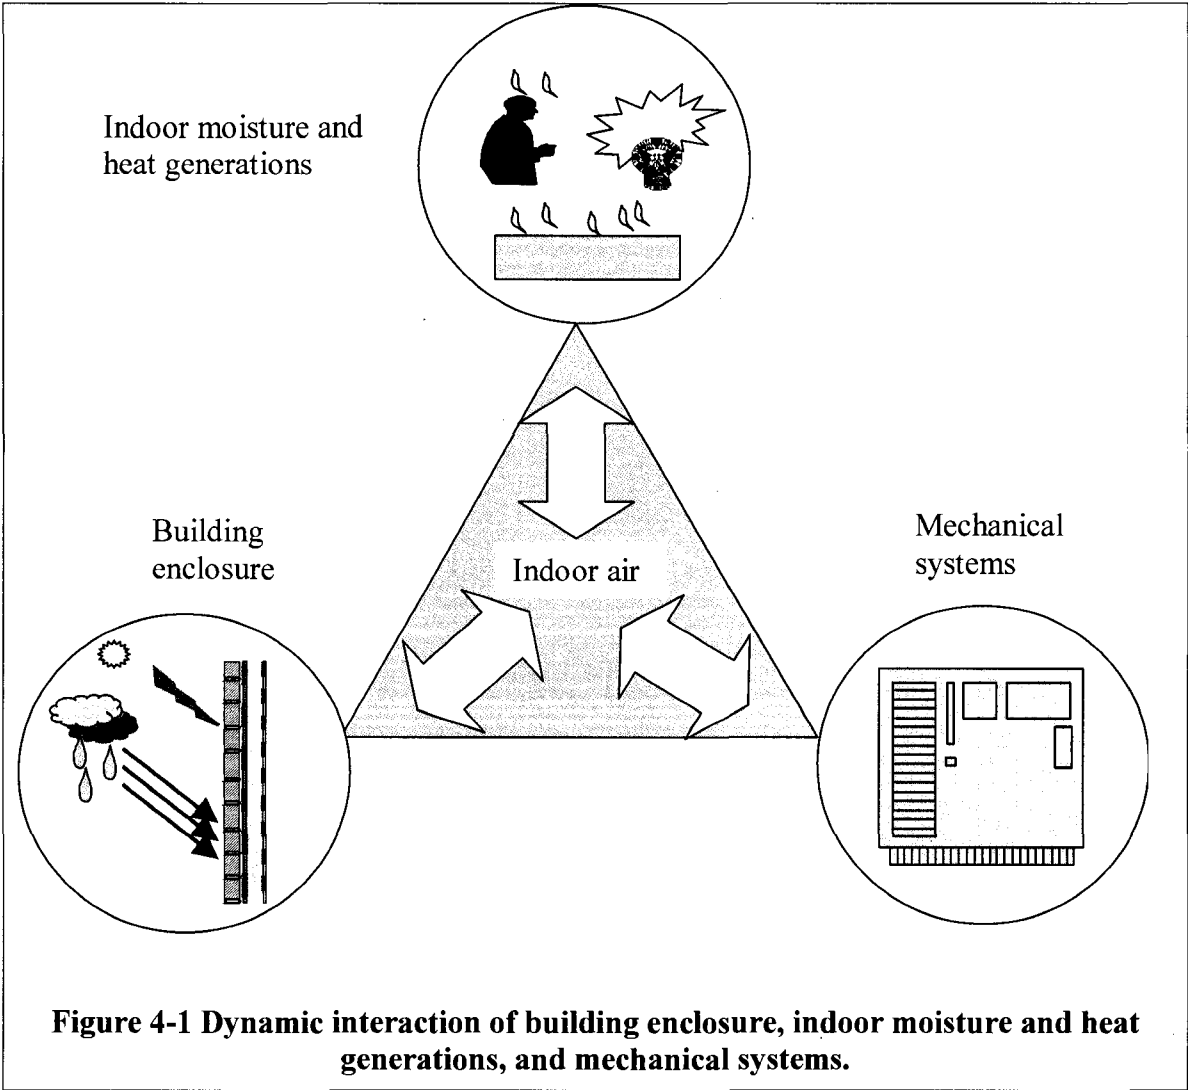 Indoor moisture and
heat generations
Building
enclosure
Indoor air
Mechanical
systems
Figure 4-1 Dynamic interaction of building enclosure, indoor moisture and heat
generations, and mechanical systems.